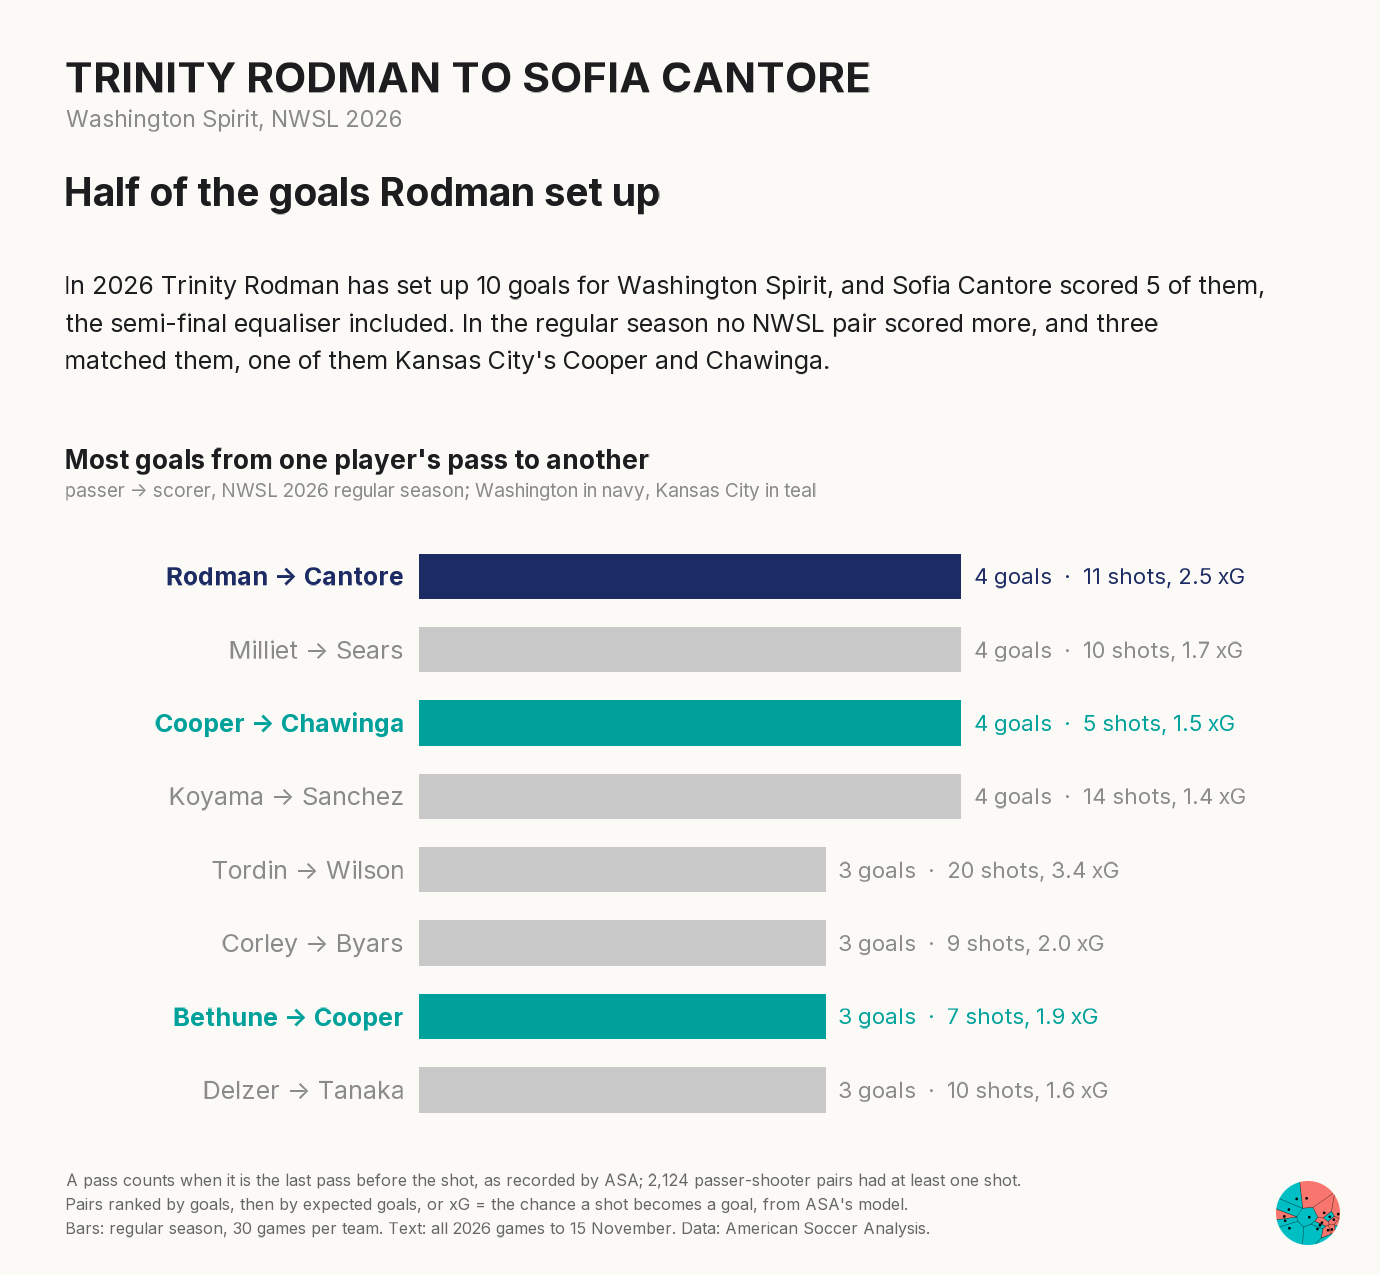 TRINITY RODMAN TO SOFIA CANTORE
Washington Spirit, NWSL 2026
Half of the goals Rodman set up
In 2026 Trinity Rodman has set up 10 goals for Washington Spirit, and Sofia Cantore scored 5 of them,
the semi-final equaliser included. In the regular season no NWSL pair scored more, and three
matched them, one of them Kansas City's Cooper and Chawinga.
Most goals from one player's pass to another
passer → scorer, NWSL 2026 regular season; Washington in navy, Kansas City in teal
Rodman → Cantore 4 goals · 11 shots, 2.5 xG
Milliet → Sears 4 goals · 10 shots, 1.7 xG
Cooper → Chawinga 4 goals · 5 shots, 1.5 xG
Koyama → Sanchez 4 goals · 14 shots, 1.4 xG
Tordin → Wilson 3 goals · 20 shots, 3.4 xG
Corley → Byars 3 goals · 9 shots, 2.0 xG
Bethune → Cooper 3 goals · 7 shots, 1.9 xG
Delzer → Tanaka 3 goals · 10 shots, 1.6 xG
A pass counts when it is the last pass before the shot, as recorded by ASA; 2,124 passer-shooter pairs had at least one shot.
Pairs ranked by goals, then by expected goals, or xG = the chance a shot becomes a goal, from ASA's model.
Bars: regular season, 30 games per team. Text: all 2026 games to 15 November. Data: American Soccer Analysis.